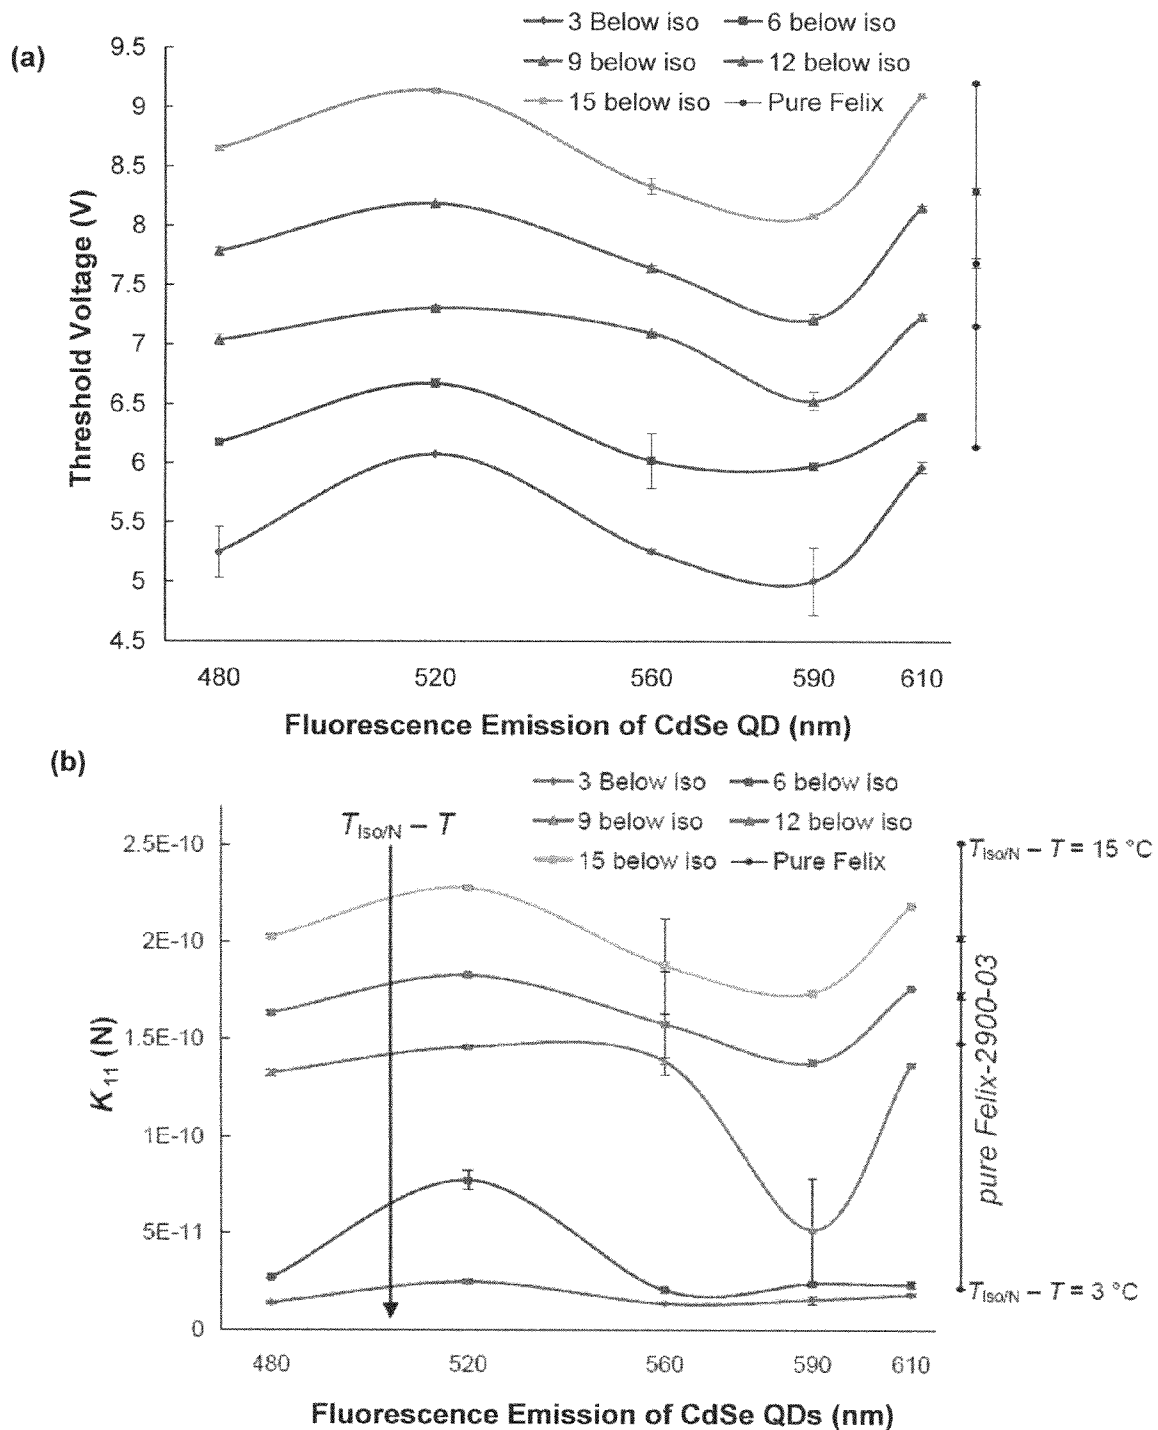 (a)
3 Below iso 6 below iso
9 below iso 12 below iso
15 below iso Pure Felix
9.5
9
8.5
8
7.5
7
6.5
6
5.5
5
4.5
Threshold Voltage (V)
480 520 560 590 610
Fluorescence Emission of CdSe QD (nm)
(b)
3 Below iso 6 below iso
9 below iso 12 below iso
15 below iso Pure Felix
T_Iso/N – T
2.5E-10
2E-10
1.5E-10
1E-10
5E-11
0
K_11 (N)
T_Iso/N – T = 15 °C
pure Felix-2900-03
T_Iso/N – T = 3 °C
480 520 560 590 610
Fluorescence Emission of CdSe QDs (nm)